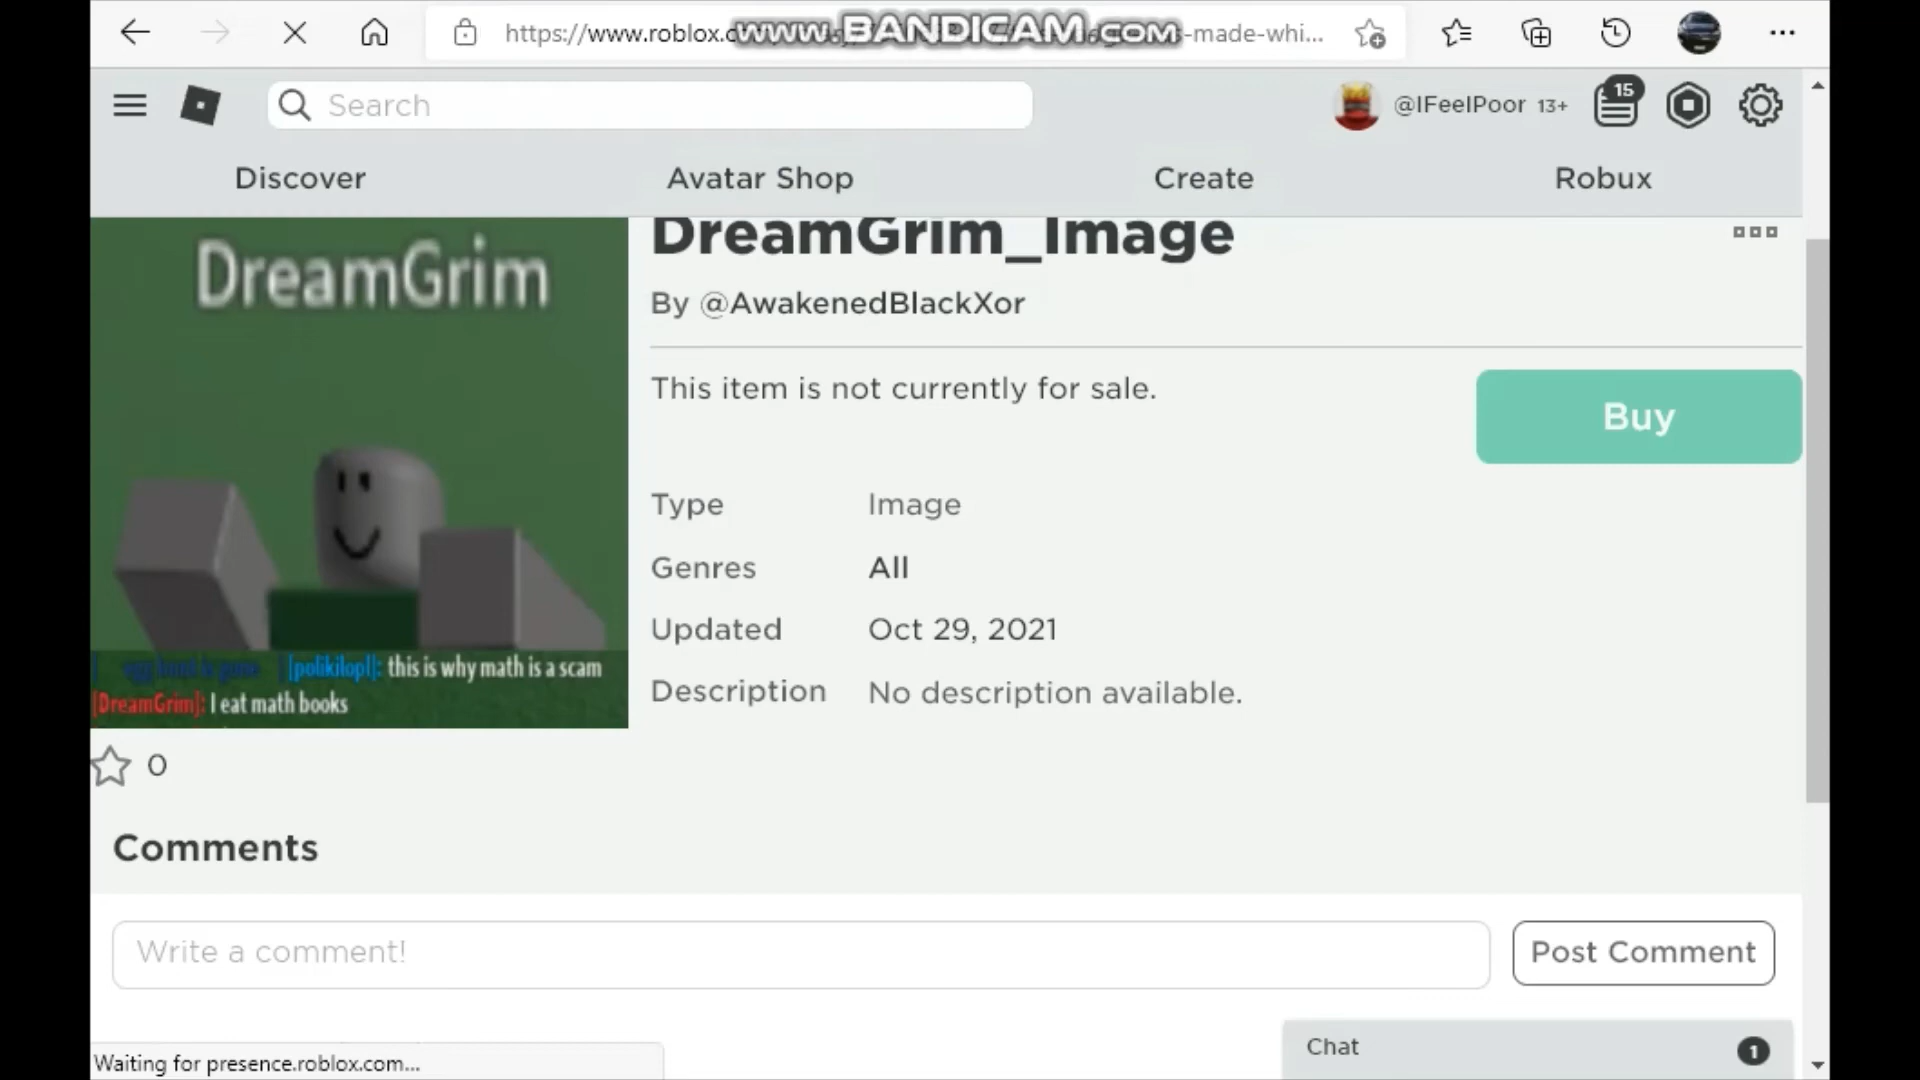 https://www.roblox.c
www.BANDICAM.com
s-made-whi...
Search
@IFeelPoor 13+
15
Discover
Avatar Shop
Create
Robux
DreamGrim
DreamGrim_Image
By @AwakenedBlackXor
This item is not currently for sale.
Buy
Type Image
Genres All
Updated Oct 29, 2021
Description No description available.
[polikilopl]: this is why math is a scam
[DreamGrim]: I eat math books
0
Comments
Write a comment!
Post Comment
Waiting for presence.roblox.com...
Chat
1